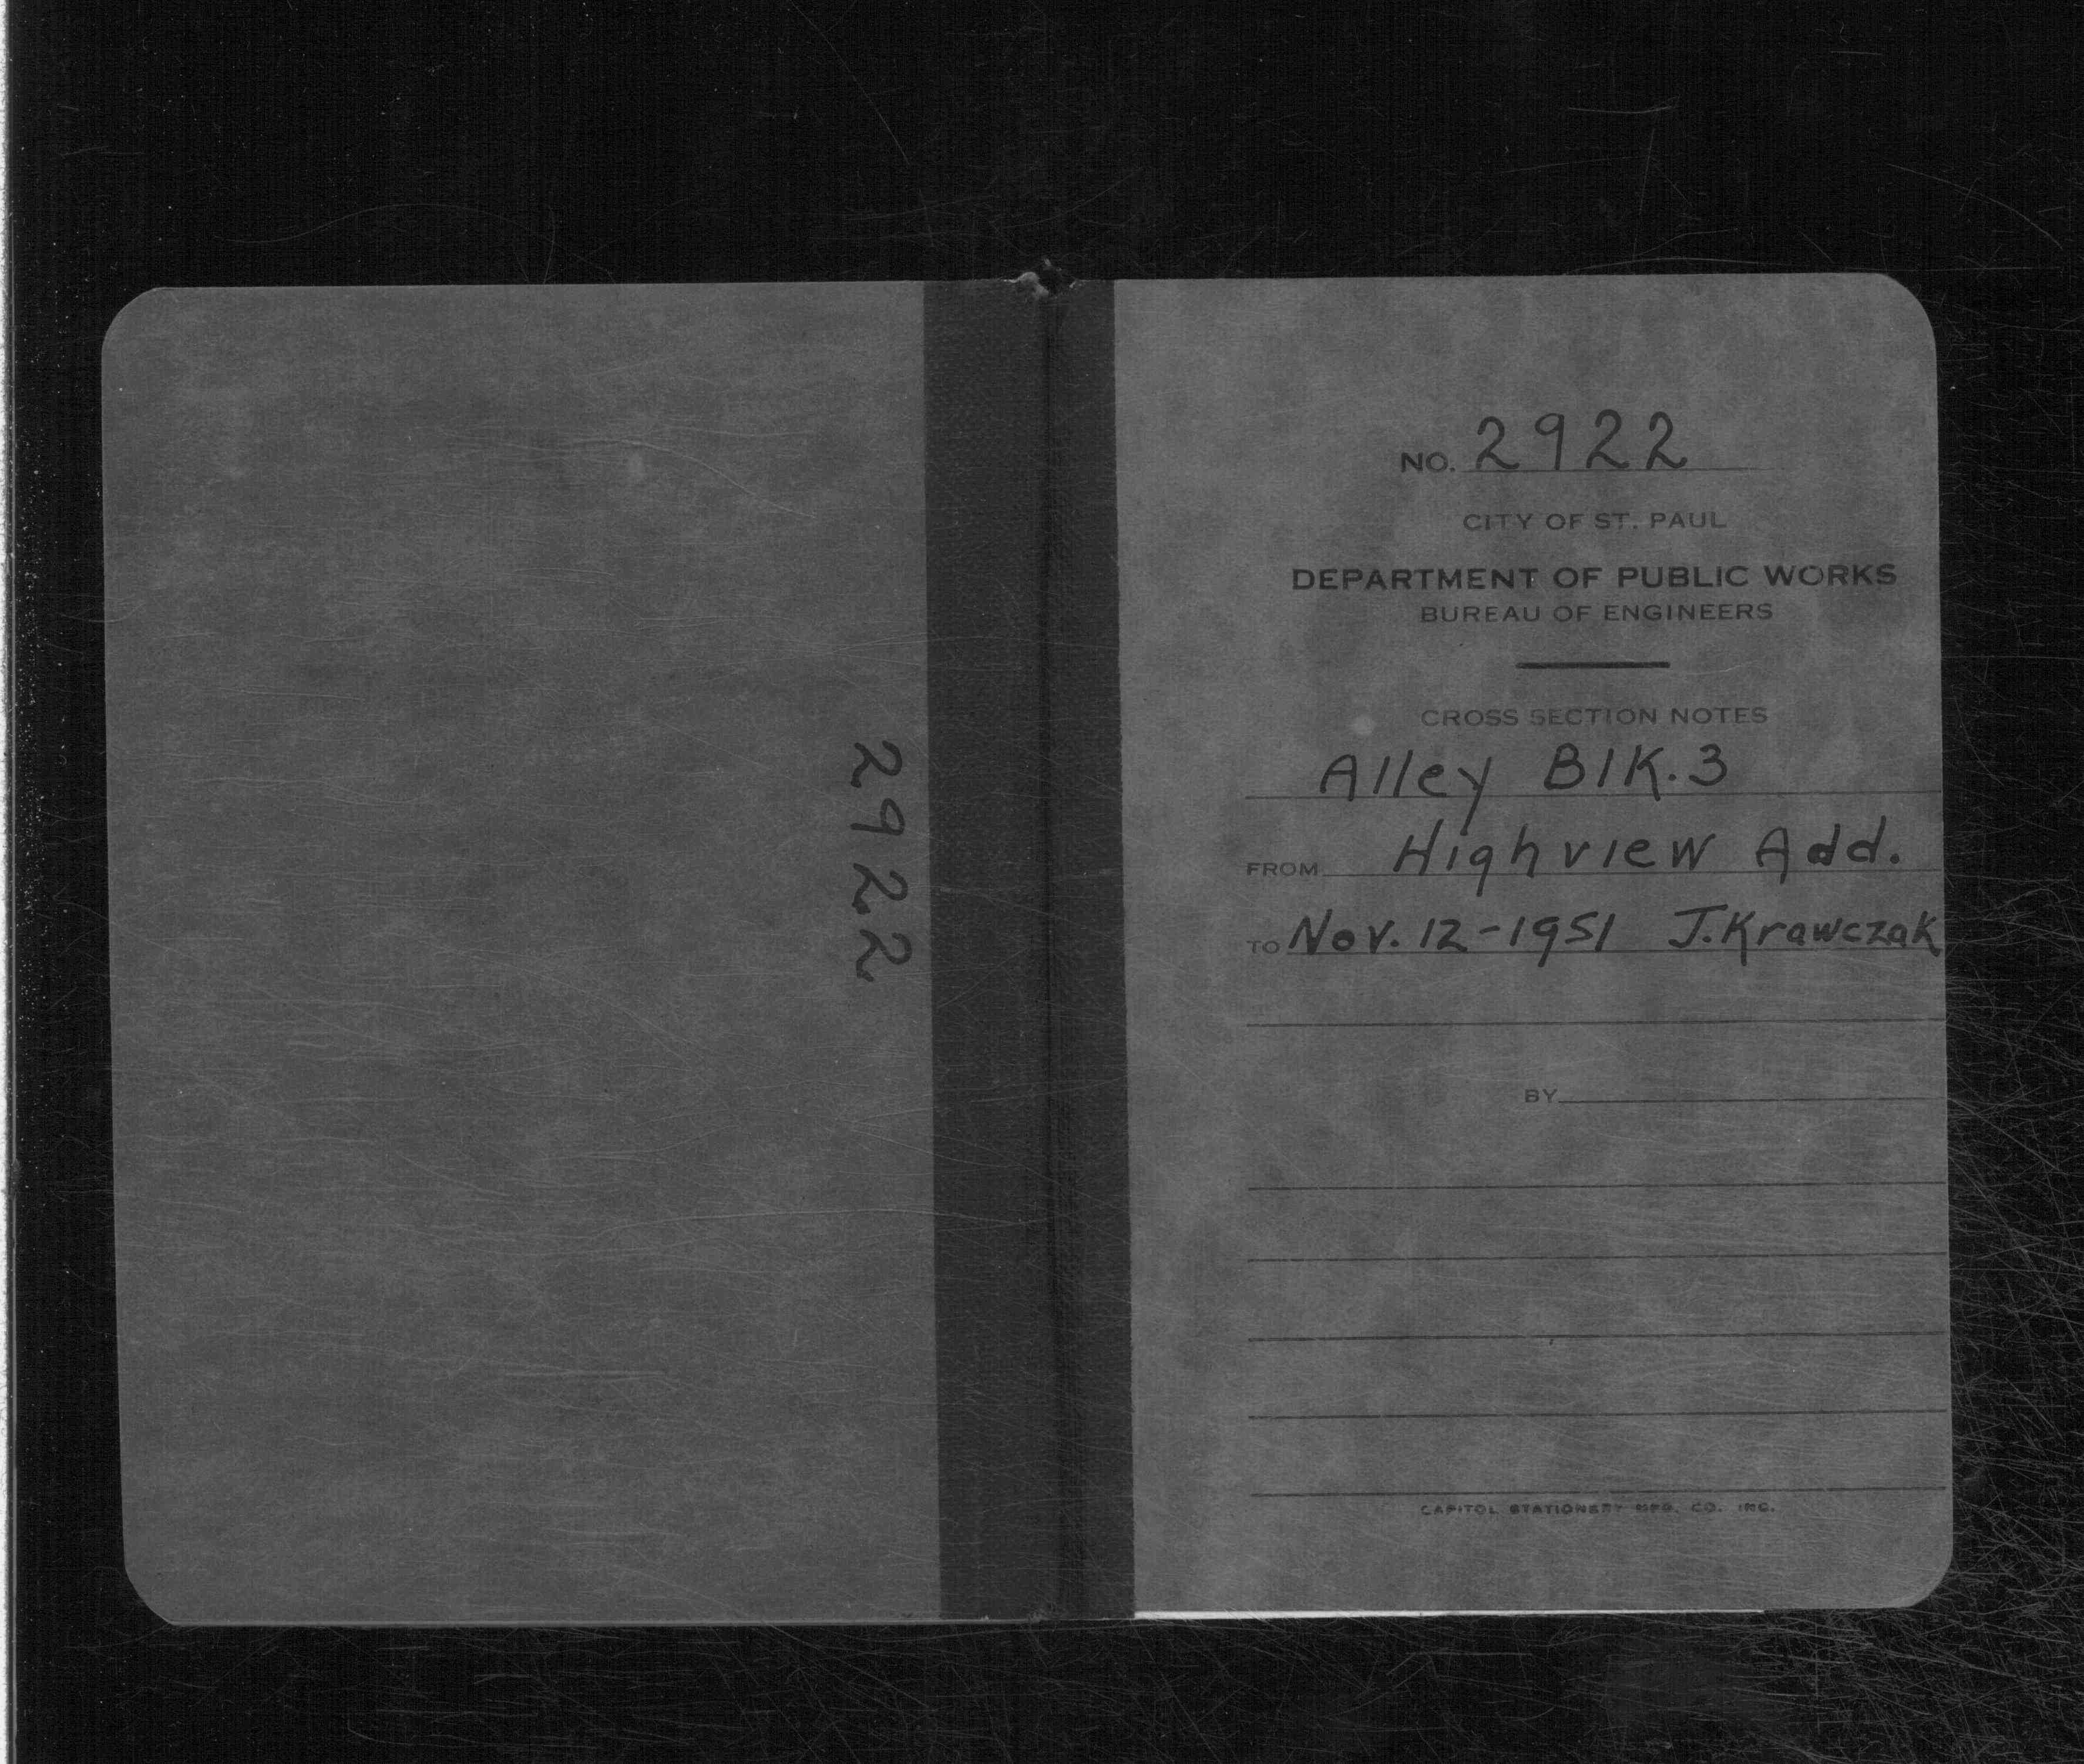 2922
NO. 2922
CITY OF ST. PAUL
DEPARTMENT OF PUBLIC WORKS
BUREAU OF ENGINEERS
CROSS SECTION NOTES
Alley Blk. 3
FROM Highview Add.
TO Nov. 12-1951 J. Krawczak
BY
CAPITOL STATIONERY MFG. CO. INC.